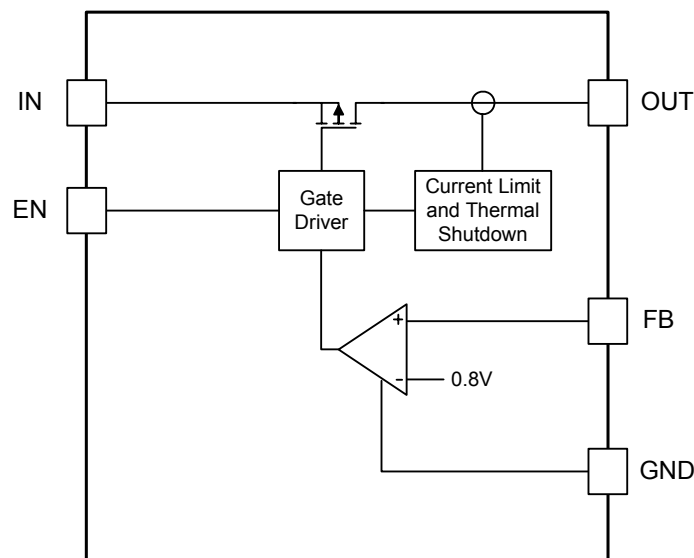 IN
OUT
EN
Gate
Driver
Current Limit
and Thermal
Shutdown
+
FB
-
0.8V
GND